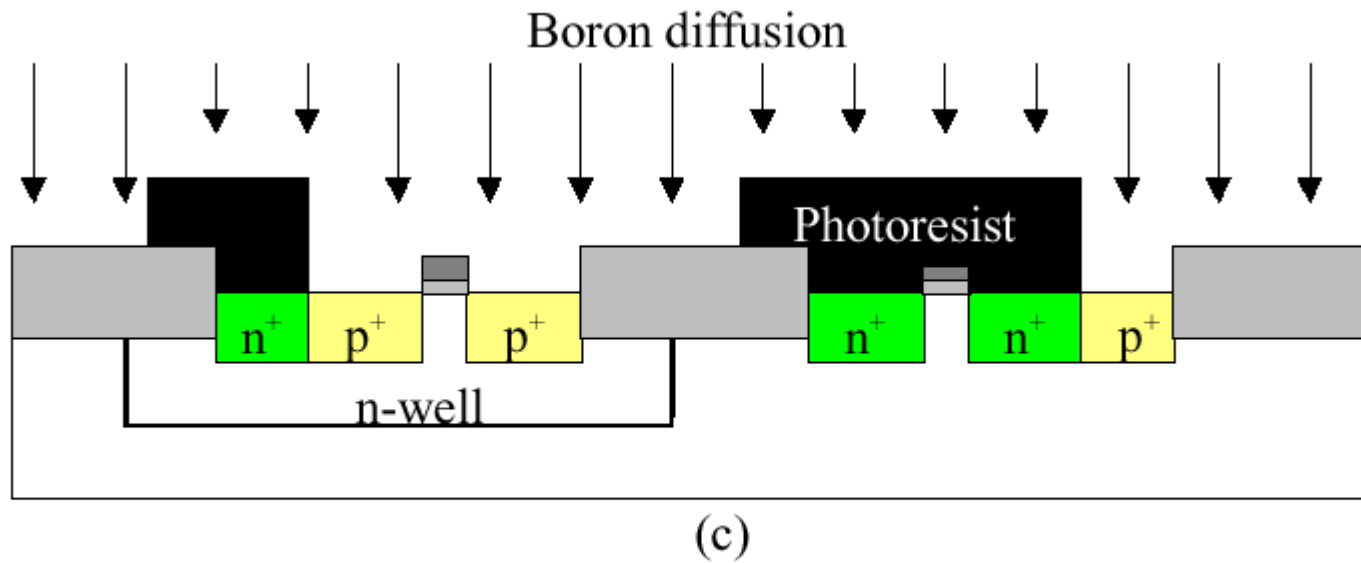 Boron diffusion
Photoresist
n⁺ p⁺ p⁺ n⁺ n⁺ p⁺
n-well
(c)